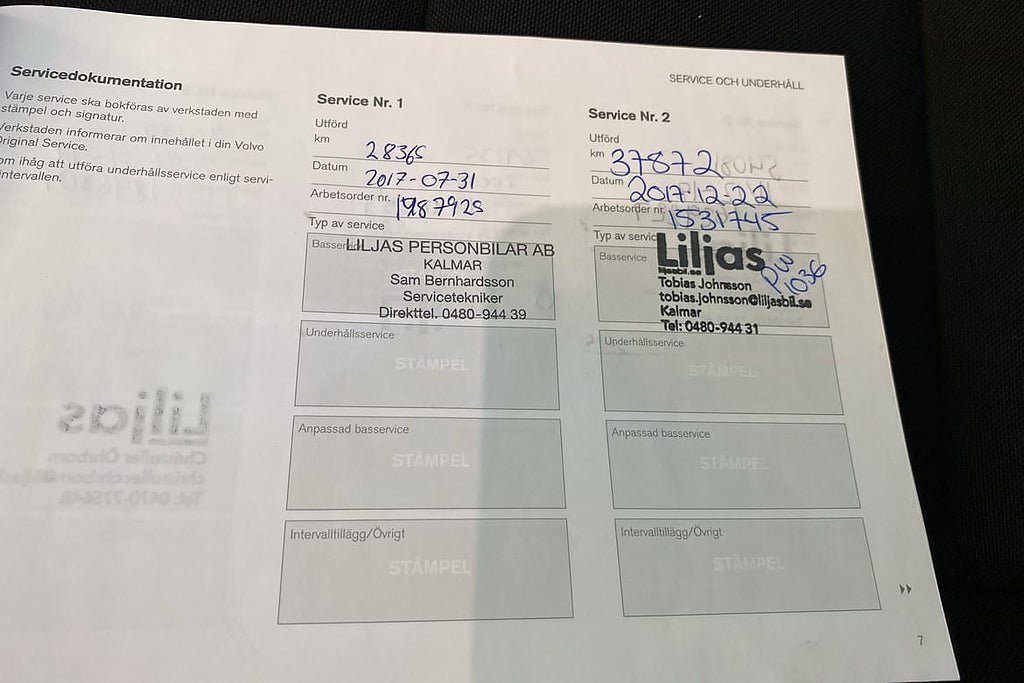 SERVICE OCH UNDERHÅLL
Servicedokumentation
Varje service ska bokföras av verkstaden med
stämpel och signatur.
Verkstaden informerar om innehållet i din Volvo
Original Service.
om ihåg att utföra underhållsservice enligt servi-
intervallen.
Service Nr. 1
Utförd
km 28365
Datum 2017-07-31
Arbetsorder nr.
Typ av service
LILJAS PERSONBILAR AB
KALMAR
Sam Bernhardsson
Servicetekniker
Direkttel. 0480-944 39
Underhållsservice
STÄMPEL
Anpassad basservice
STÄMPEL
Intervalltillägg/Övrigt
STÄMPEL
Service Nr. 2
Utförd
km 37872
Datum 2017-12-22
Arbetsorder nr. 1531745
Typ av servic
Basservice
Liljas
liljasbil.se
Tobias Johnsson
tobias.johnsson@liljasbil.se
Kalmar
Tel: 0480-944 31
1036
Underhållsservice
STÄMPEL
Anpassad basservice
STÄMPEL
Intervalltillägg/Övrigt
STÄMPEL
7